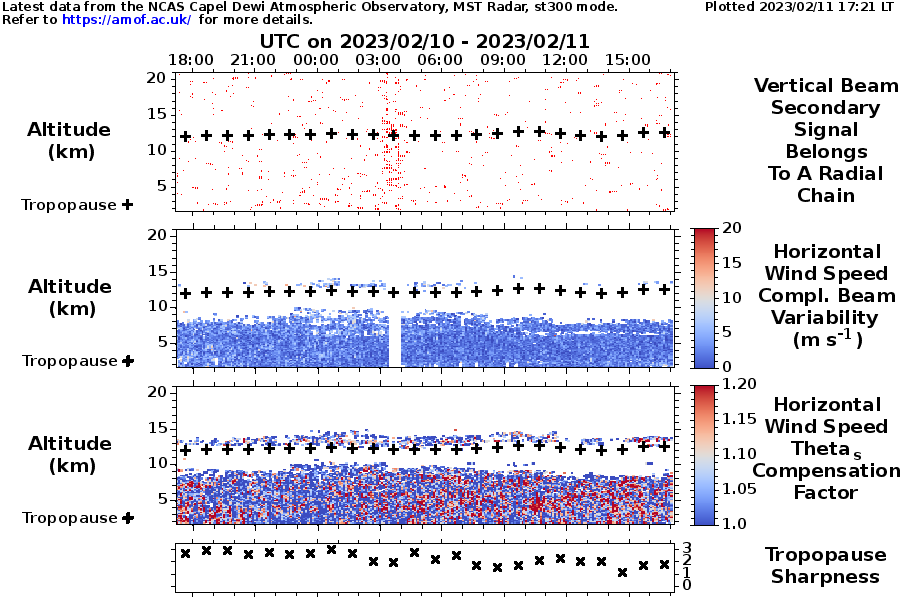 Latest data from the NCAS Capel Dewi Atmospheric Observatory, MST Radar, st300 mode.
Plotted 2023/02/11 17:21 LT
Refer to https://amof.ac.uk/ for more details.
UTC on 2023/02/10 - 2023/02/11
18:00 21:00 00:00 03:00 06:00 09:00 12:00 15:00
20
15
10
5
Altitude
(km)
Tropopause +
Vertical Beam
Secondary
Signal
Belongs
To A Radial
Chain
20
15
10
5
Altitude
(km)
Tropopause +
20
15
10
5
0
Horizontal
Wind Speed
Compl. Beam
Variability
(m s-1)
20
15
10
5
Altitude
(km)
Tropopause +
1.20
1.15
1.10
1.05
1.0
Horizontal
Wind Speed
Theta s
Compensation
Factor
3
2
1
0
Tropopause
Sharpness